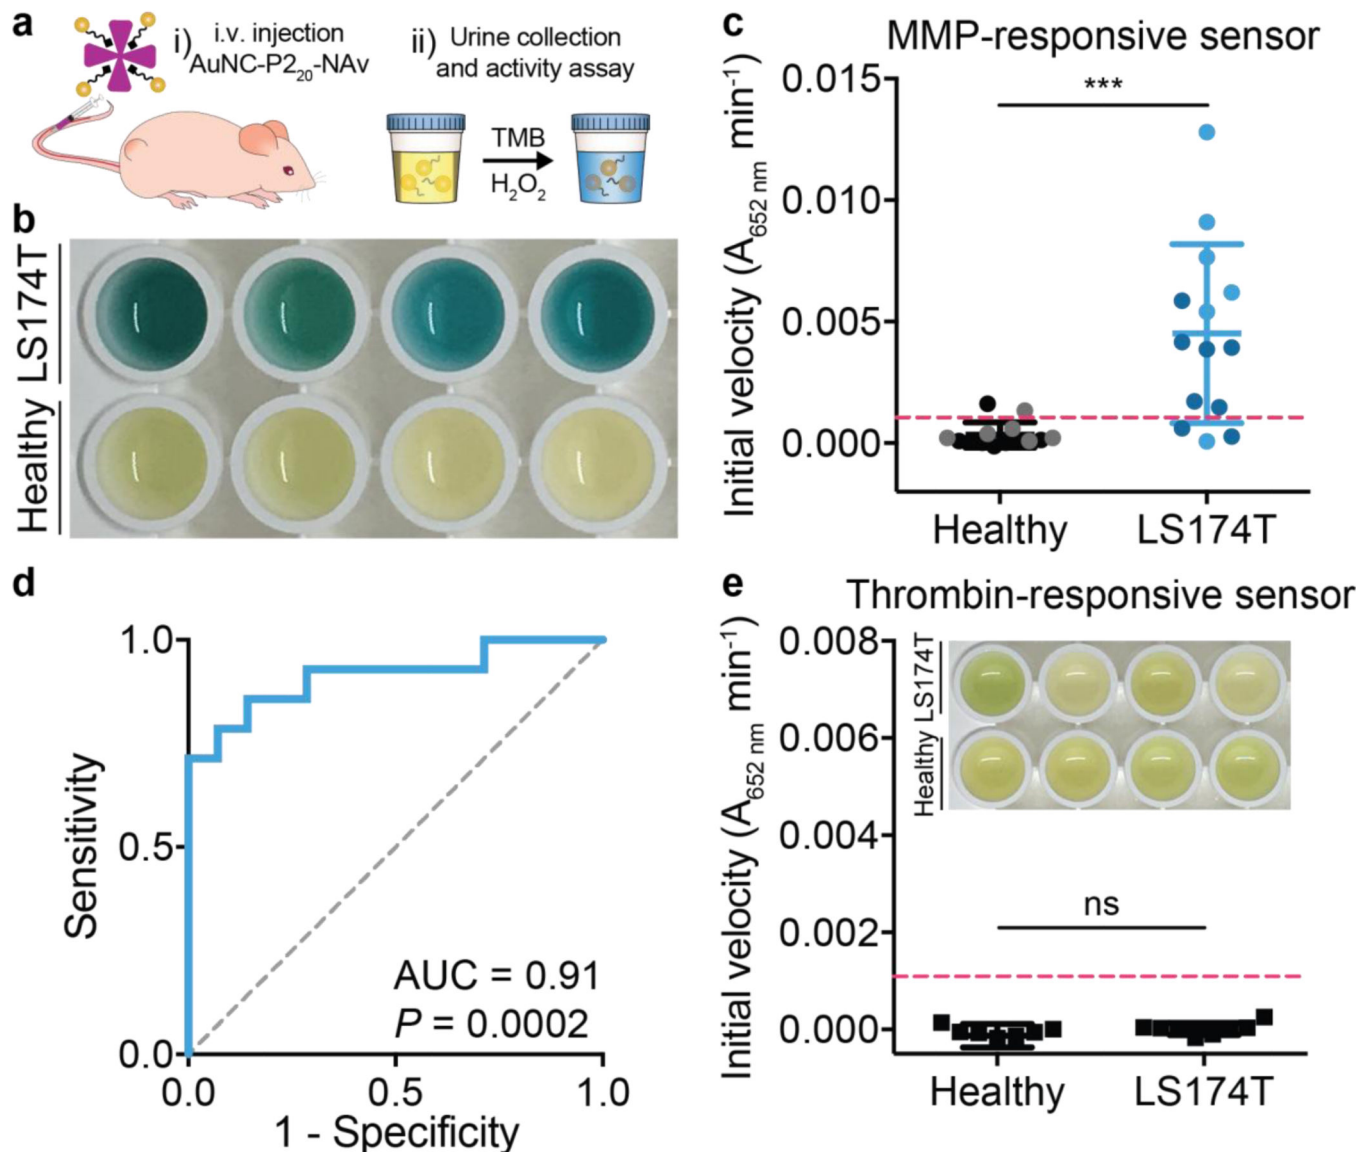 a
i) i.v. injection
AuNC-P2₂₀-NAv
ii) Urine collection
and activity assay
TMB
H₂O₂
b
LS174T
Healthy
c
MMP-responsive sensor
Initial velocity (A₆₅₂ ₙₘ min⁻¹)
0.015
0.010
0.005
0.000
***
Healthy
LS174T
d
Sensitivity
1.0
0.5
0.0
AUC = 0.91
P = 0.0002
0.0
0.5
1.0
1 - Specificity
e
Thrombin-responsive sensor
Initial velocity (A₆₅₂ ₙₘ min⁻¹)
0.008
0.006
0.004
0.002
0.000
LS174T
Healthy
ns
Healthy
LS174T